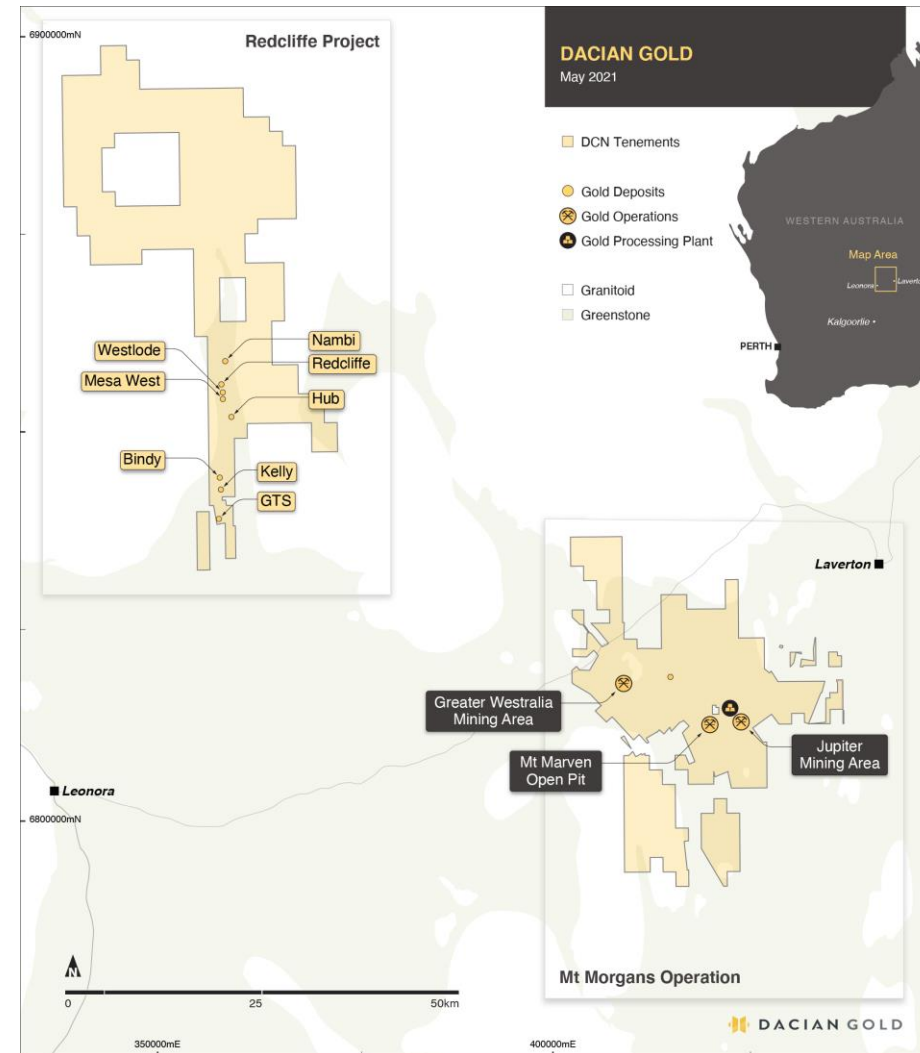 6900000mN
Redcliffe Project
DACIAN GOLD
May 2021
DCN Tenements
Gold Deposits
Gold Operations
Gold Processing Plant
Granitoid
Greenstone
WESTERN AUSTRALIA
Map Area
Leonora
Laverto
Kalgoorlie
PERTH
Westlode
Mesa West
Nambi
Redcliffe
Hub
Bindy
Kelly
GTS
Laverton
Greater Westralia
Mining Area
Mt Marven
Open Pit
Jupiter
Mining Area
Leonora
6800000mN
N
0
25
50km
Mt Morgans Operation
DACIAN GOLD
350000mE
400000mE